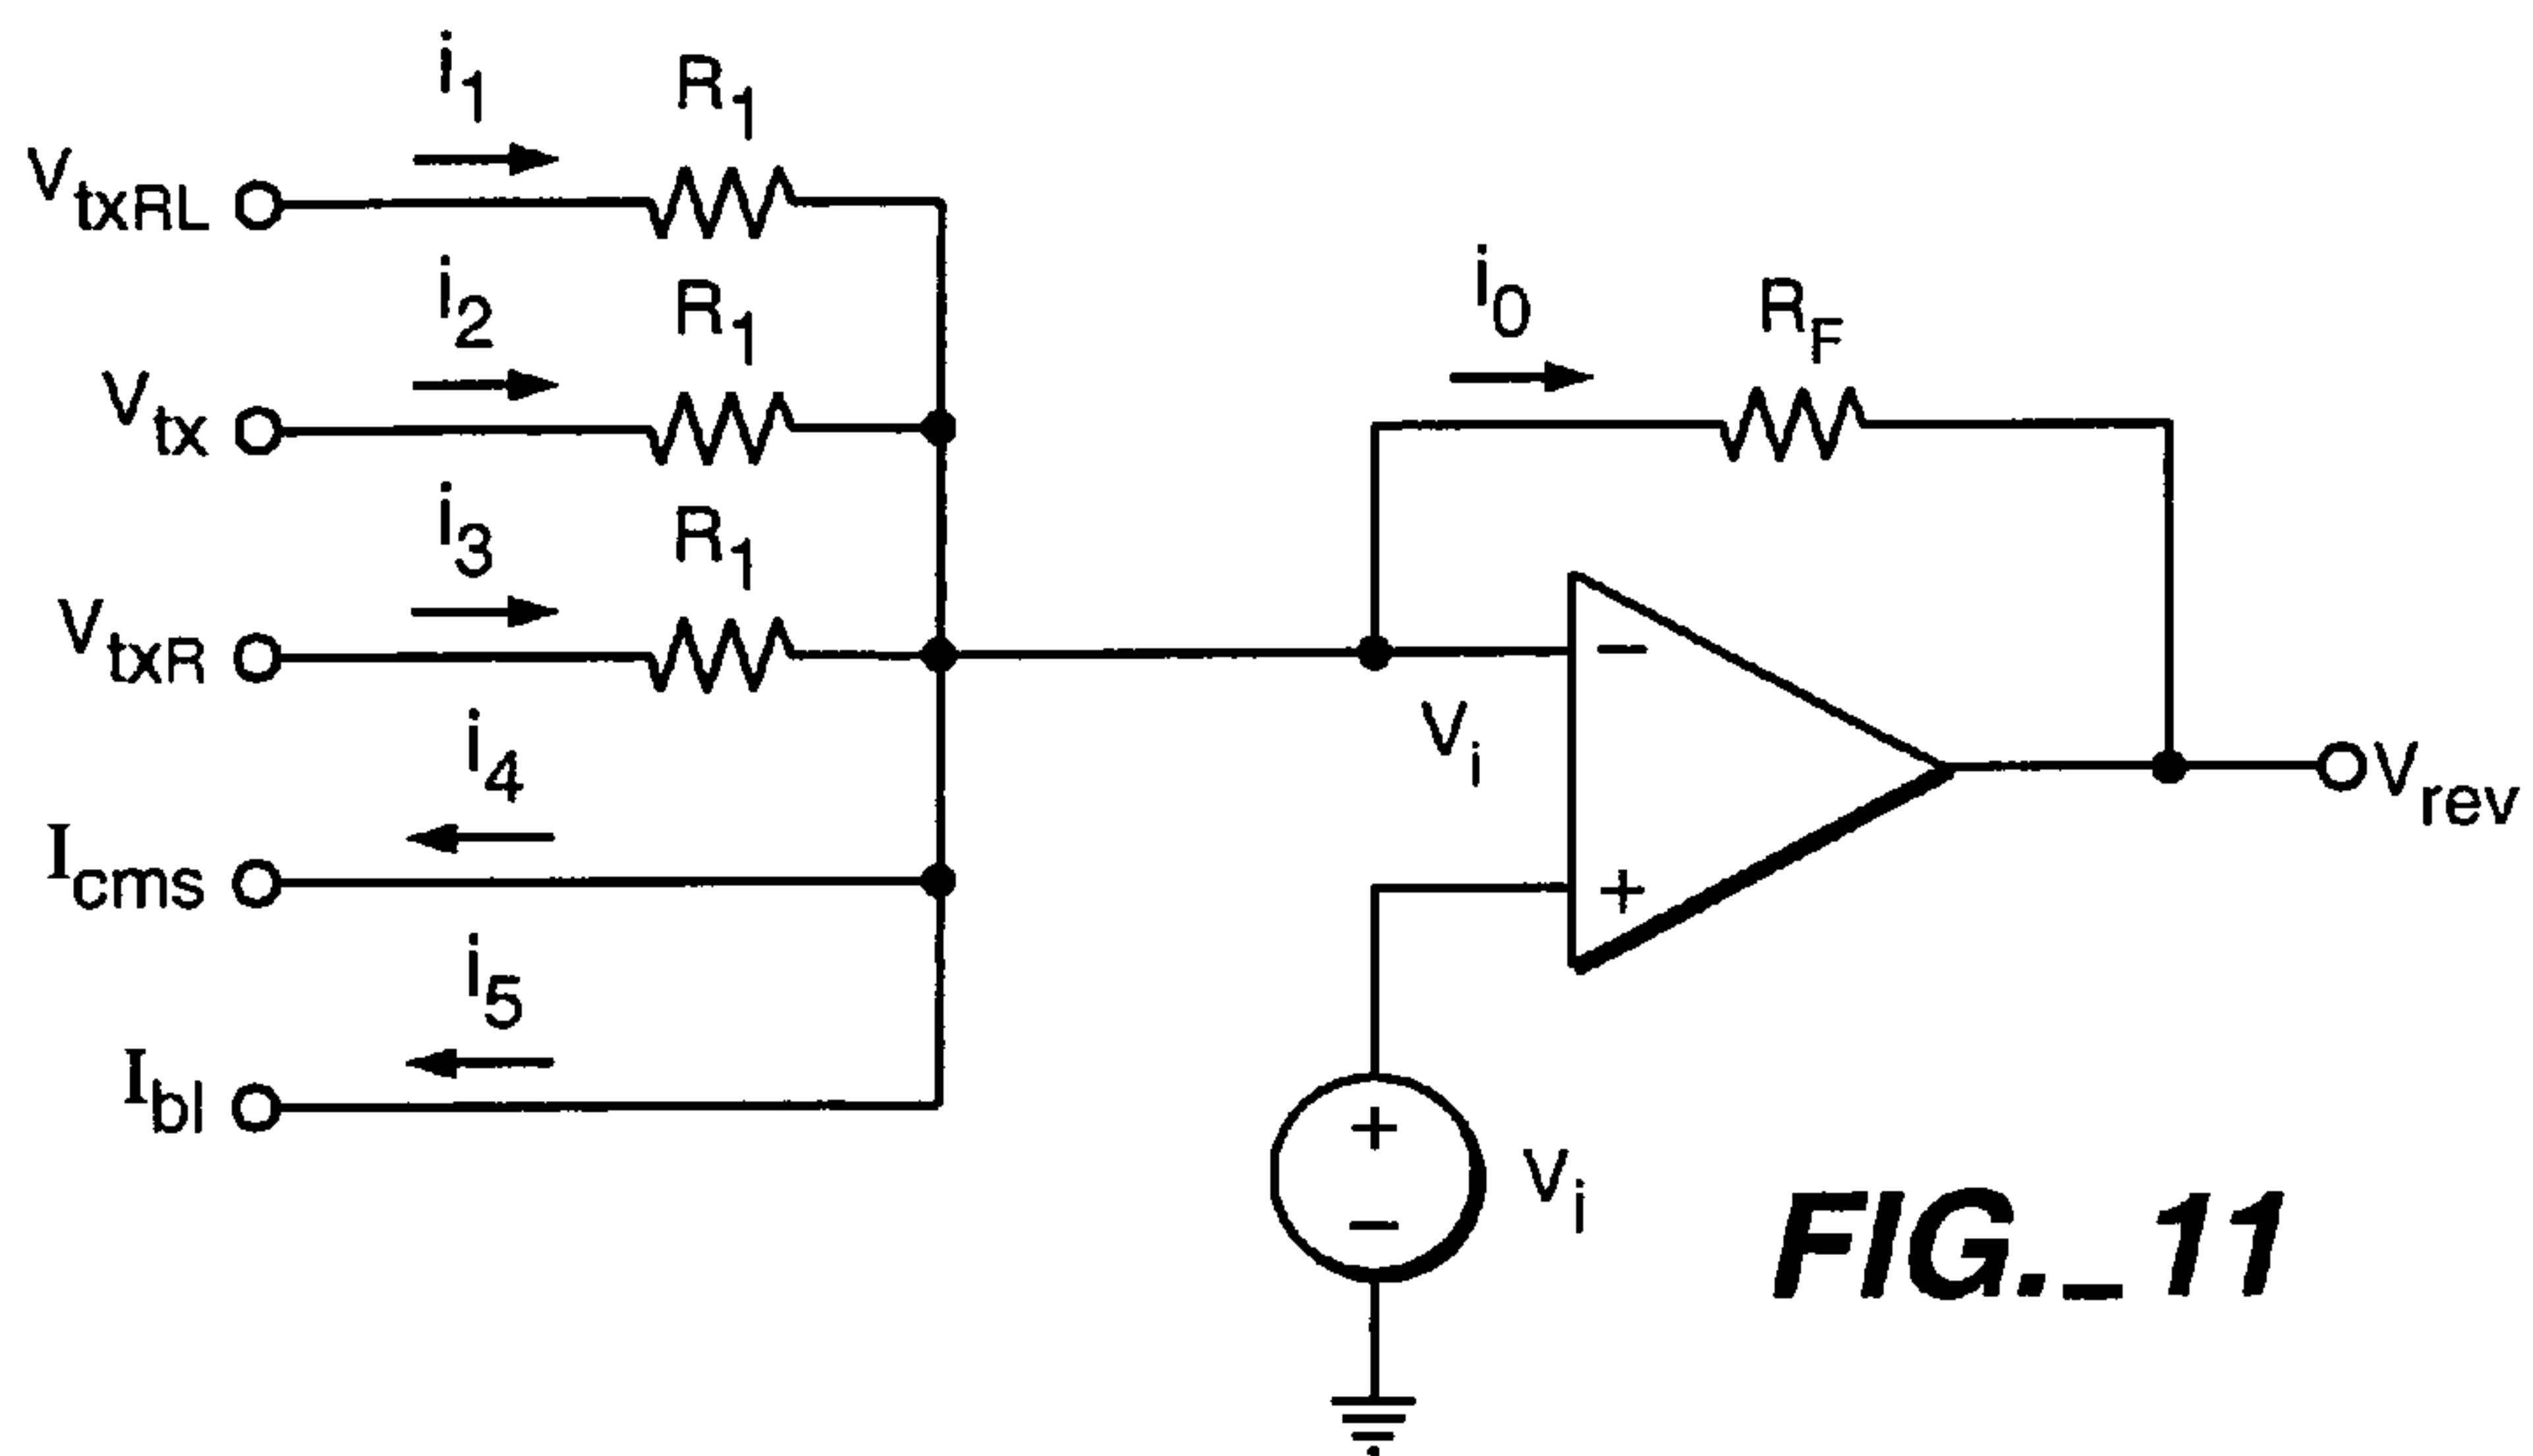 i1
R1
VtxRL
i2
R1
Vtx
i3
R1
VtxR
i4
Icms
i5
Ibl
i0
RF
−
Vi
+
Vrev
+
−
Vi
FIG._11